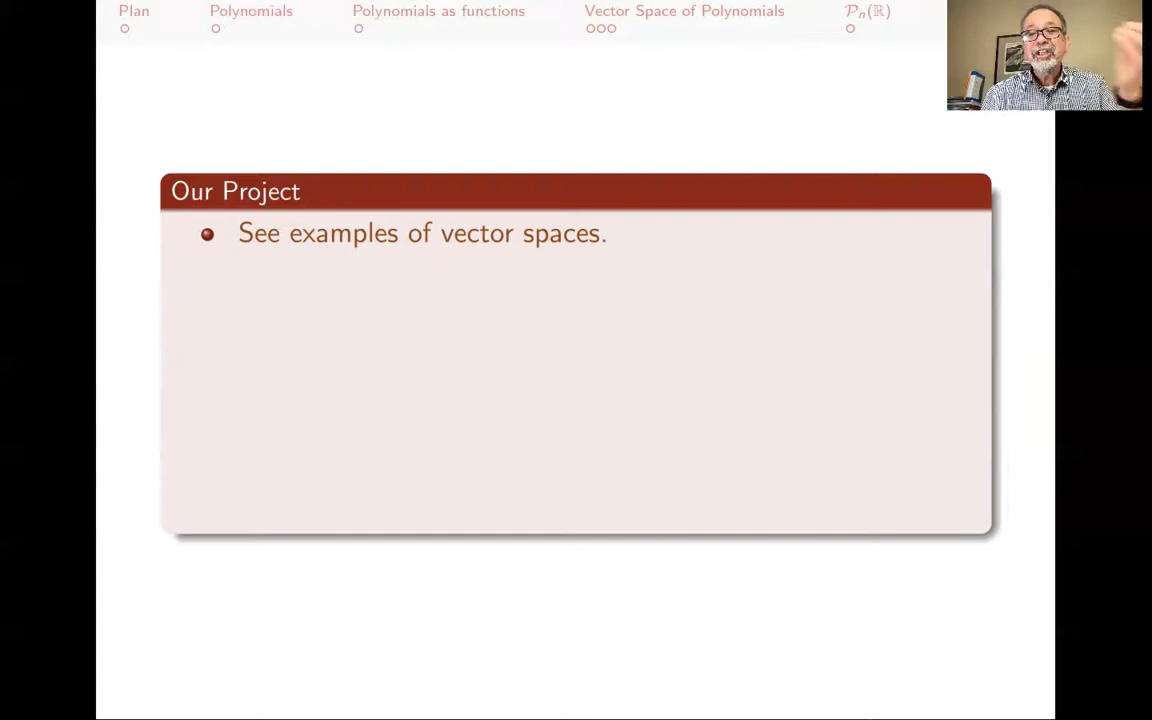 Plan Polynomials Polynomials as functions Vector Space of Polynomials 𝒫ₙ(ℝ)
Our Project
See examples of vector spaces.